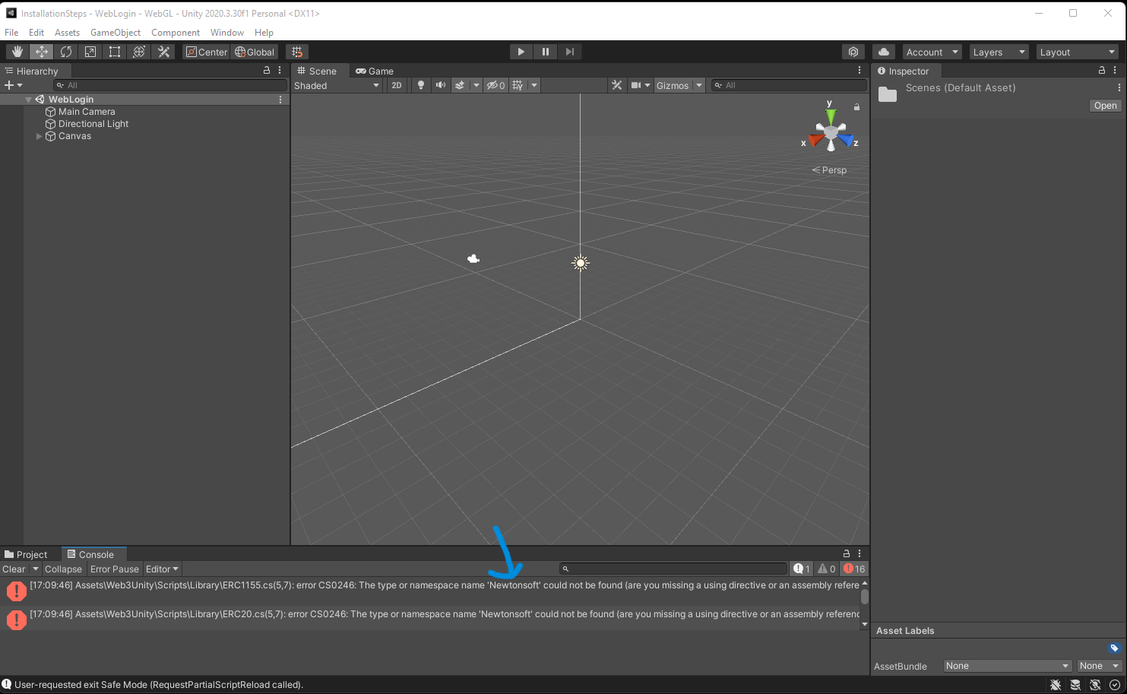 InstallationSteps - WebLogin - WebGL - Unity 2020.3.30f1 Personal <DX11>
File Edit Assets GameObject Component Window Help
Center Global Account Layers Layout
Hierarchy Scene Game Inspector
All Shaded 2D 0 Gizmos All Scenes (Default Asset)
Open
WebLogin
Main Camera
Directional Light
Canvas
y
x z
Persp
Project Console
Clear Collapse Error Pause Editor 1 0 16
[17:09:46] Assets\Web3Unity\Scripts\Library\ERC1155.cs(5,7): error CS0246: The type or namespace name 'Newtonsoft' could not be found (are you missing a using directive or an assembly refere
[17:09:46] Assets\Web3Unity\Scripts\Library\ERC20.cs(5,7): error CS0246: The type or namespace name 'Newtonsoft' could not be found (are you missing a using directive or an assembly referenc
Asset Labels
AssetBundle None None
User-requested exit Safe Mode (RequestPartialScriptReload called).